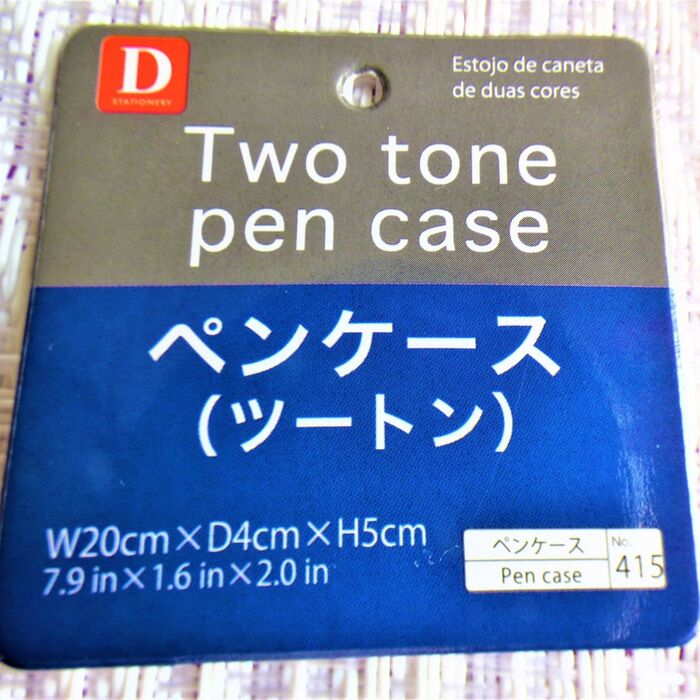 D
STATIONERY
Estojo de caneta
de duas cores
Two tone
pen case
ペンケース
(ツートン)
W20cm×D4cm×H5cm
7.9 in×1.6 in×2.0 in
ペンケース
Pen case
No.
415